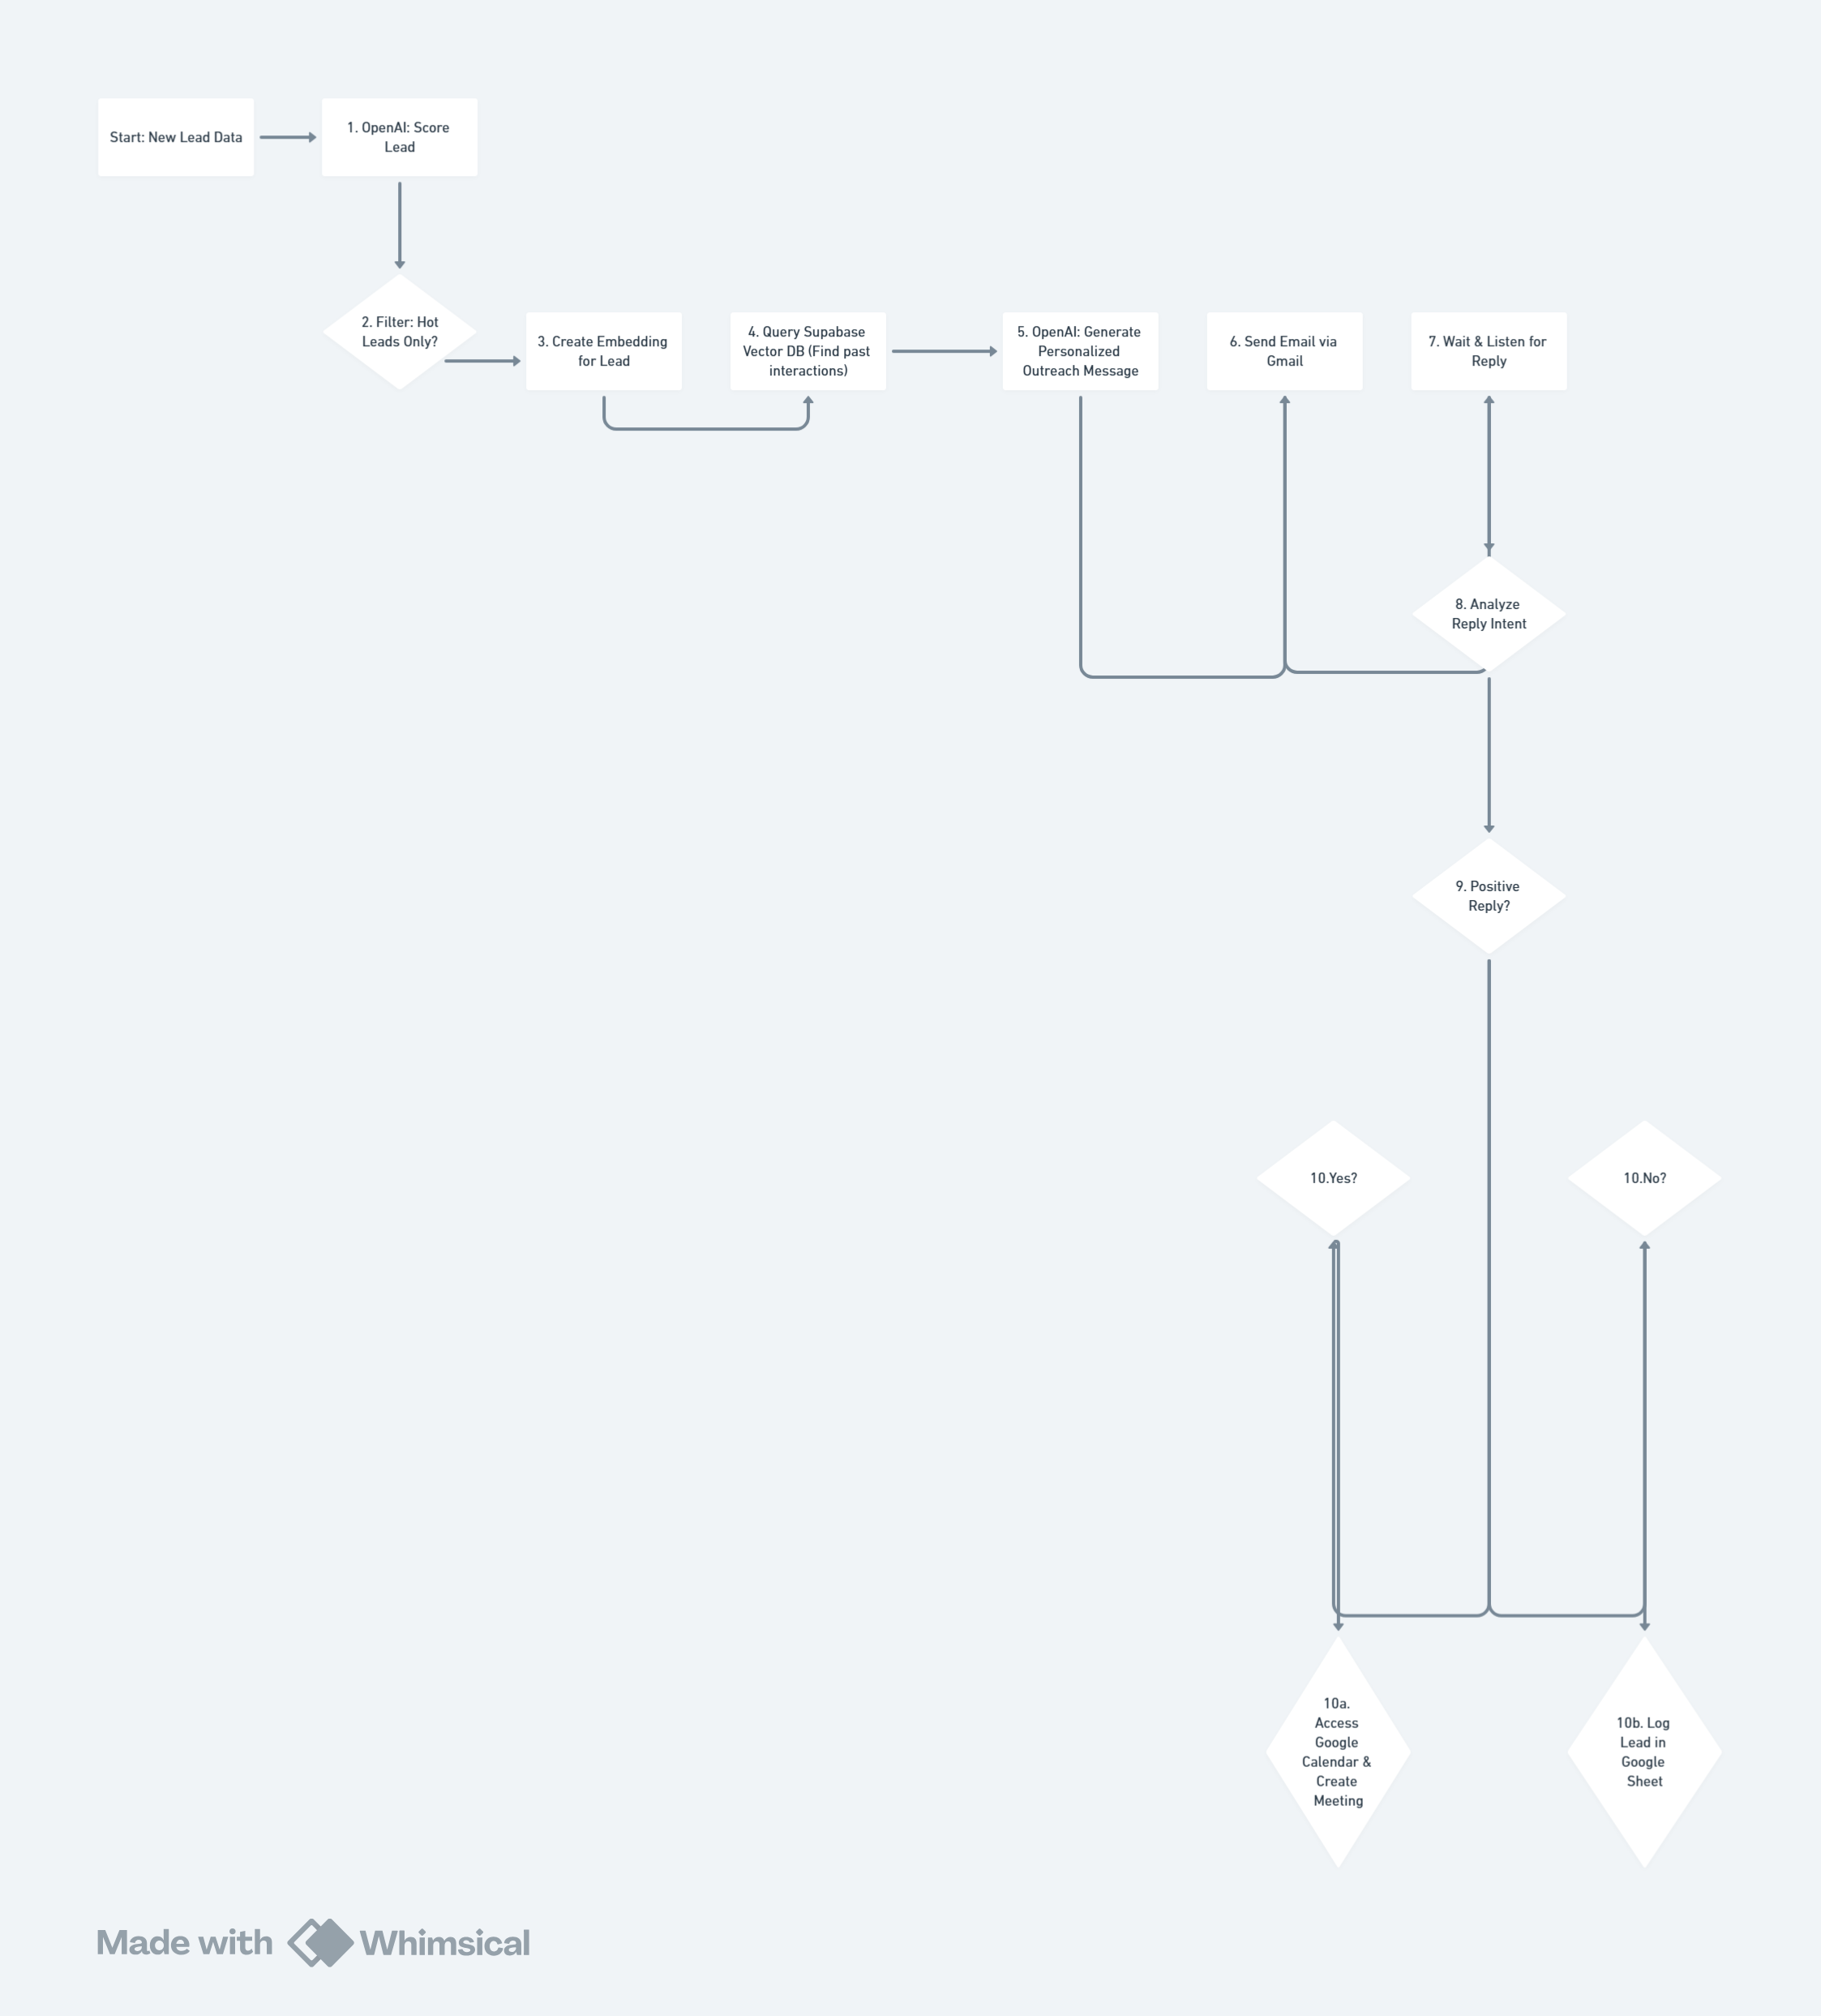 Start: New Lead Data
1. OpenAI: Score
Lead
2. Filter: Hot
Leads Only?
3. Create Embedding
for Lead
4. Query Supabase
Vector DB (Find past
interactions)
5. OpenAI: Generate
Personalized
Outreach Message
6. Send Email via
Gmail
7. Wait & Listen for
Reply
8. Analyze
Reply Intent
9. Positive
Reply?
10.Yes?
10.No?
10a.
Access
Google
Calendar &
Create
Meeting
10b. Log
Lead in
Google
Sheet
Made with Whimsical